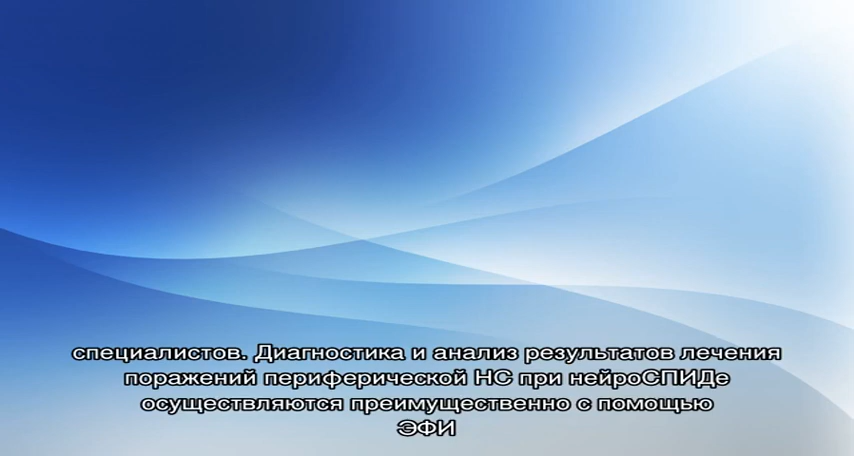 специалистов. Диагностика и анализ результатов лечения
поражений периферической НС при нейроСПИДе
осуществляются преимущественно с помощью
ЭФИ